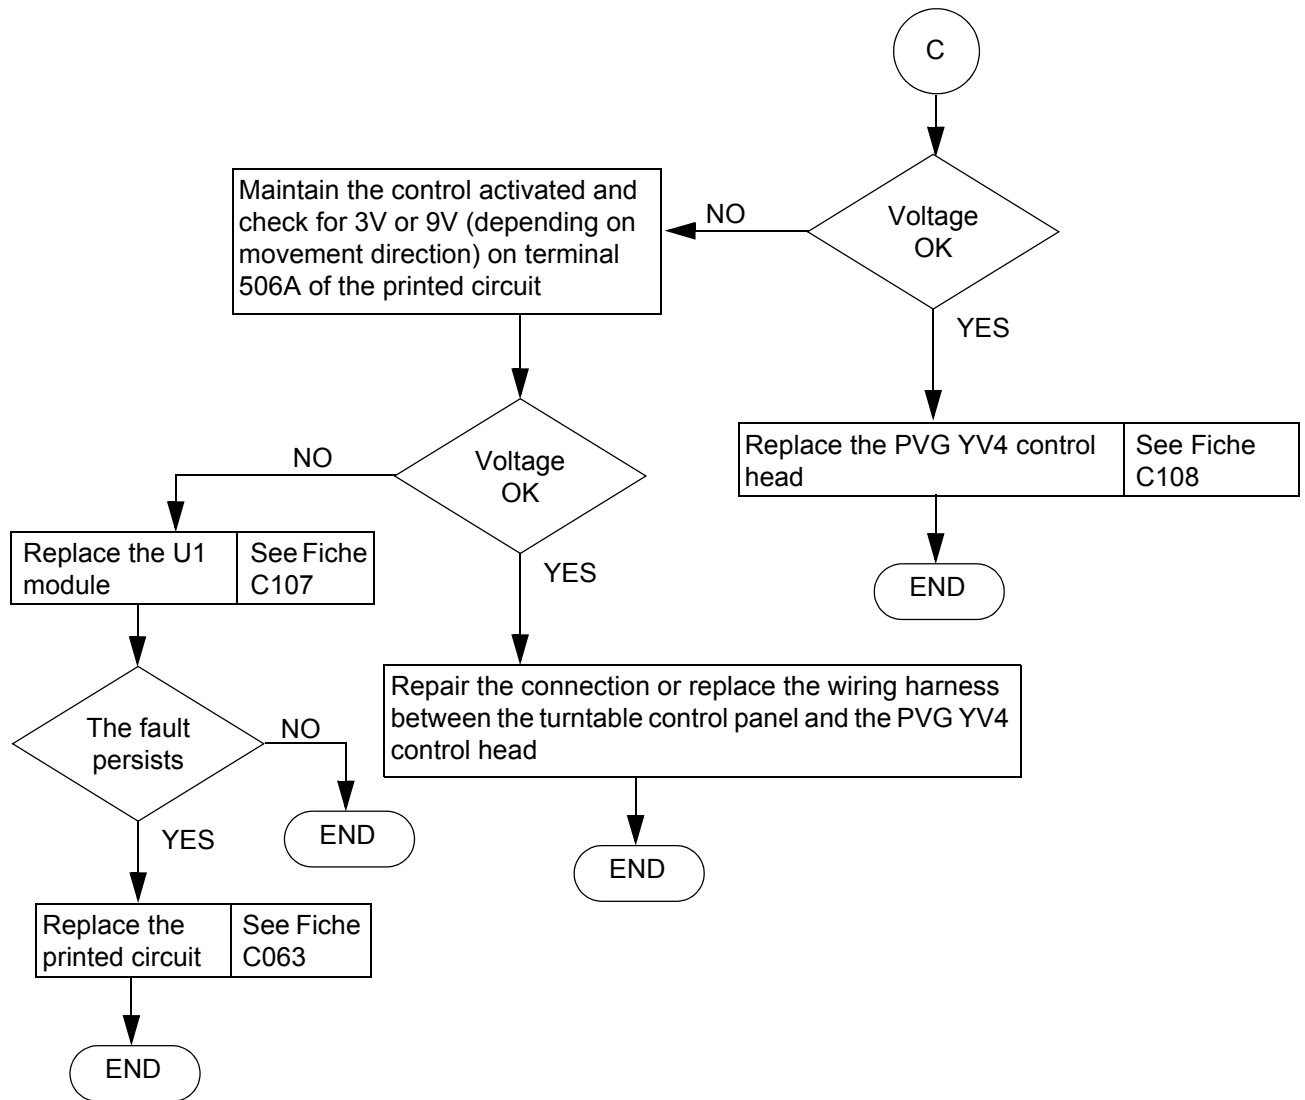 C
Voltage
OK
NO
YES
Maintain the control activated and
check for 3V or 9V (depending on
movement direction) on terminal
506A of the printed circuit
Replace the PVG YV4 control
head
See Fiche
C108
END
Voltage
OK
NO
YES
Replace the U1
module
See Fiche
C107
Repair the connection or replace the wiring harness
between the turntable control panel and the PVG YV4
control head
END
The fault
persists
NO
END
YES
Replace the
printed circuit
See Fiche
C063
END